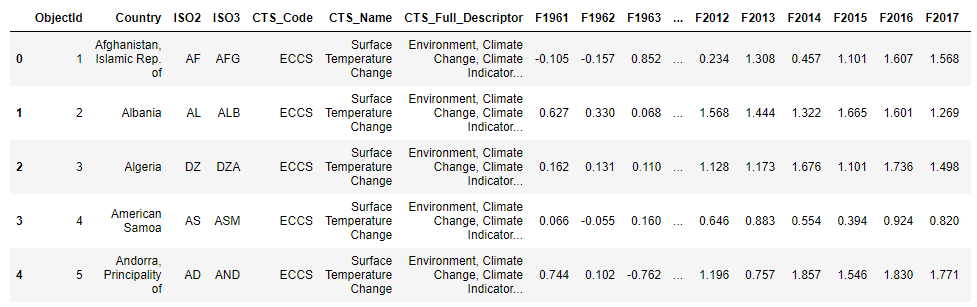 ObjectId Country ISO2 ISO3 CTS_Code CTS_Name CTS_Full_Descriptor F1961 F1962 F1963 ... F2012 F2013 F2014 F2015 F2016 F2017
Afghanistan, Surface Environment, Climate
0 1 Islamic Rep. AF AFG ECCS Temperature Change, Climate -0.105 -0.157 0.852 ... 0.234 1.308 0.457 1.101 1.607 1.568
of Change Indicator...
Surface Environment, Climate
1 2 Albania AL ALB ECCS Temperature Change, Climate 0.627 0.330 0.068 ... 1.568 1.444 1.322 1.665 1.601 1.269
Change Indicator...
Surface Environment, Climate
2 3 Algeria DZ DZA ECCS Temperature Change, Climate 0.162 0.131 0.110 ... 1.128 1.173 1.676 1.101 1.736 1.498
Change Indicator...
American Surface Environment, Climate
3 4 Samoa AS ASM ECCS Temperature Change, Climate 0.066 -0.055 0.160 ... 0.646 0.883 0.554 0.394 0.924 0.820
Change Indicator...
Andorra, Surface Environment, Climate
4 5 Principality AD AND ECCS Temperature Change, Climate 0.744 0.102 -0.762 ... 1.196 0.757 1.857 1.546 1.830 1.771
of Change Indicator...